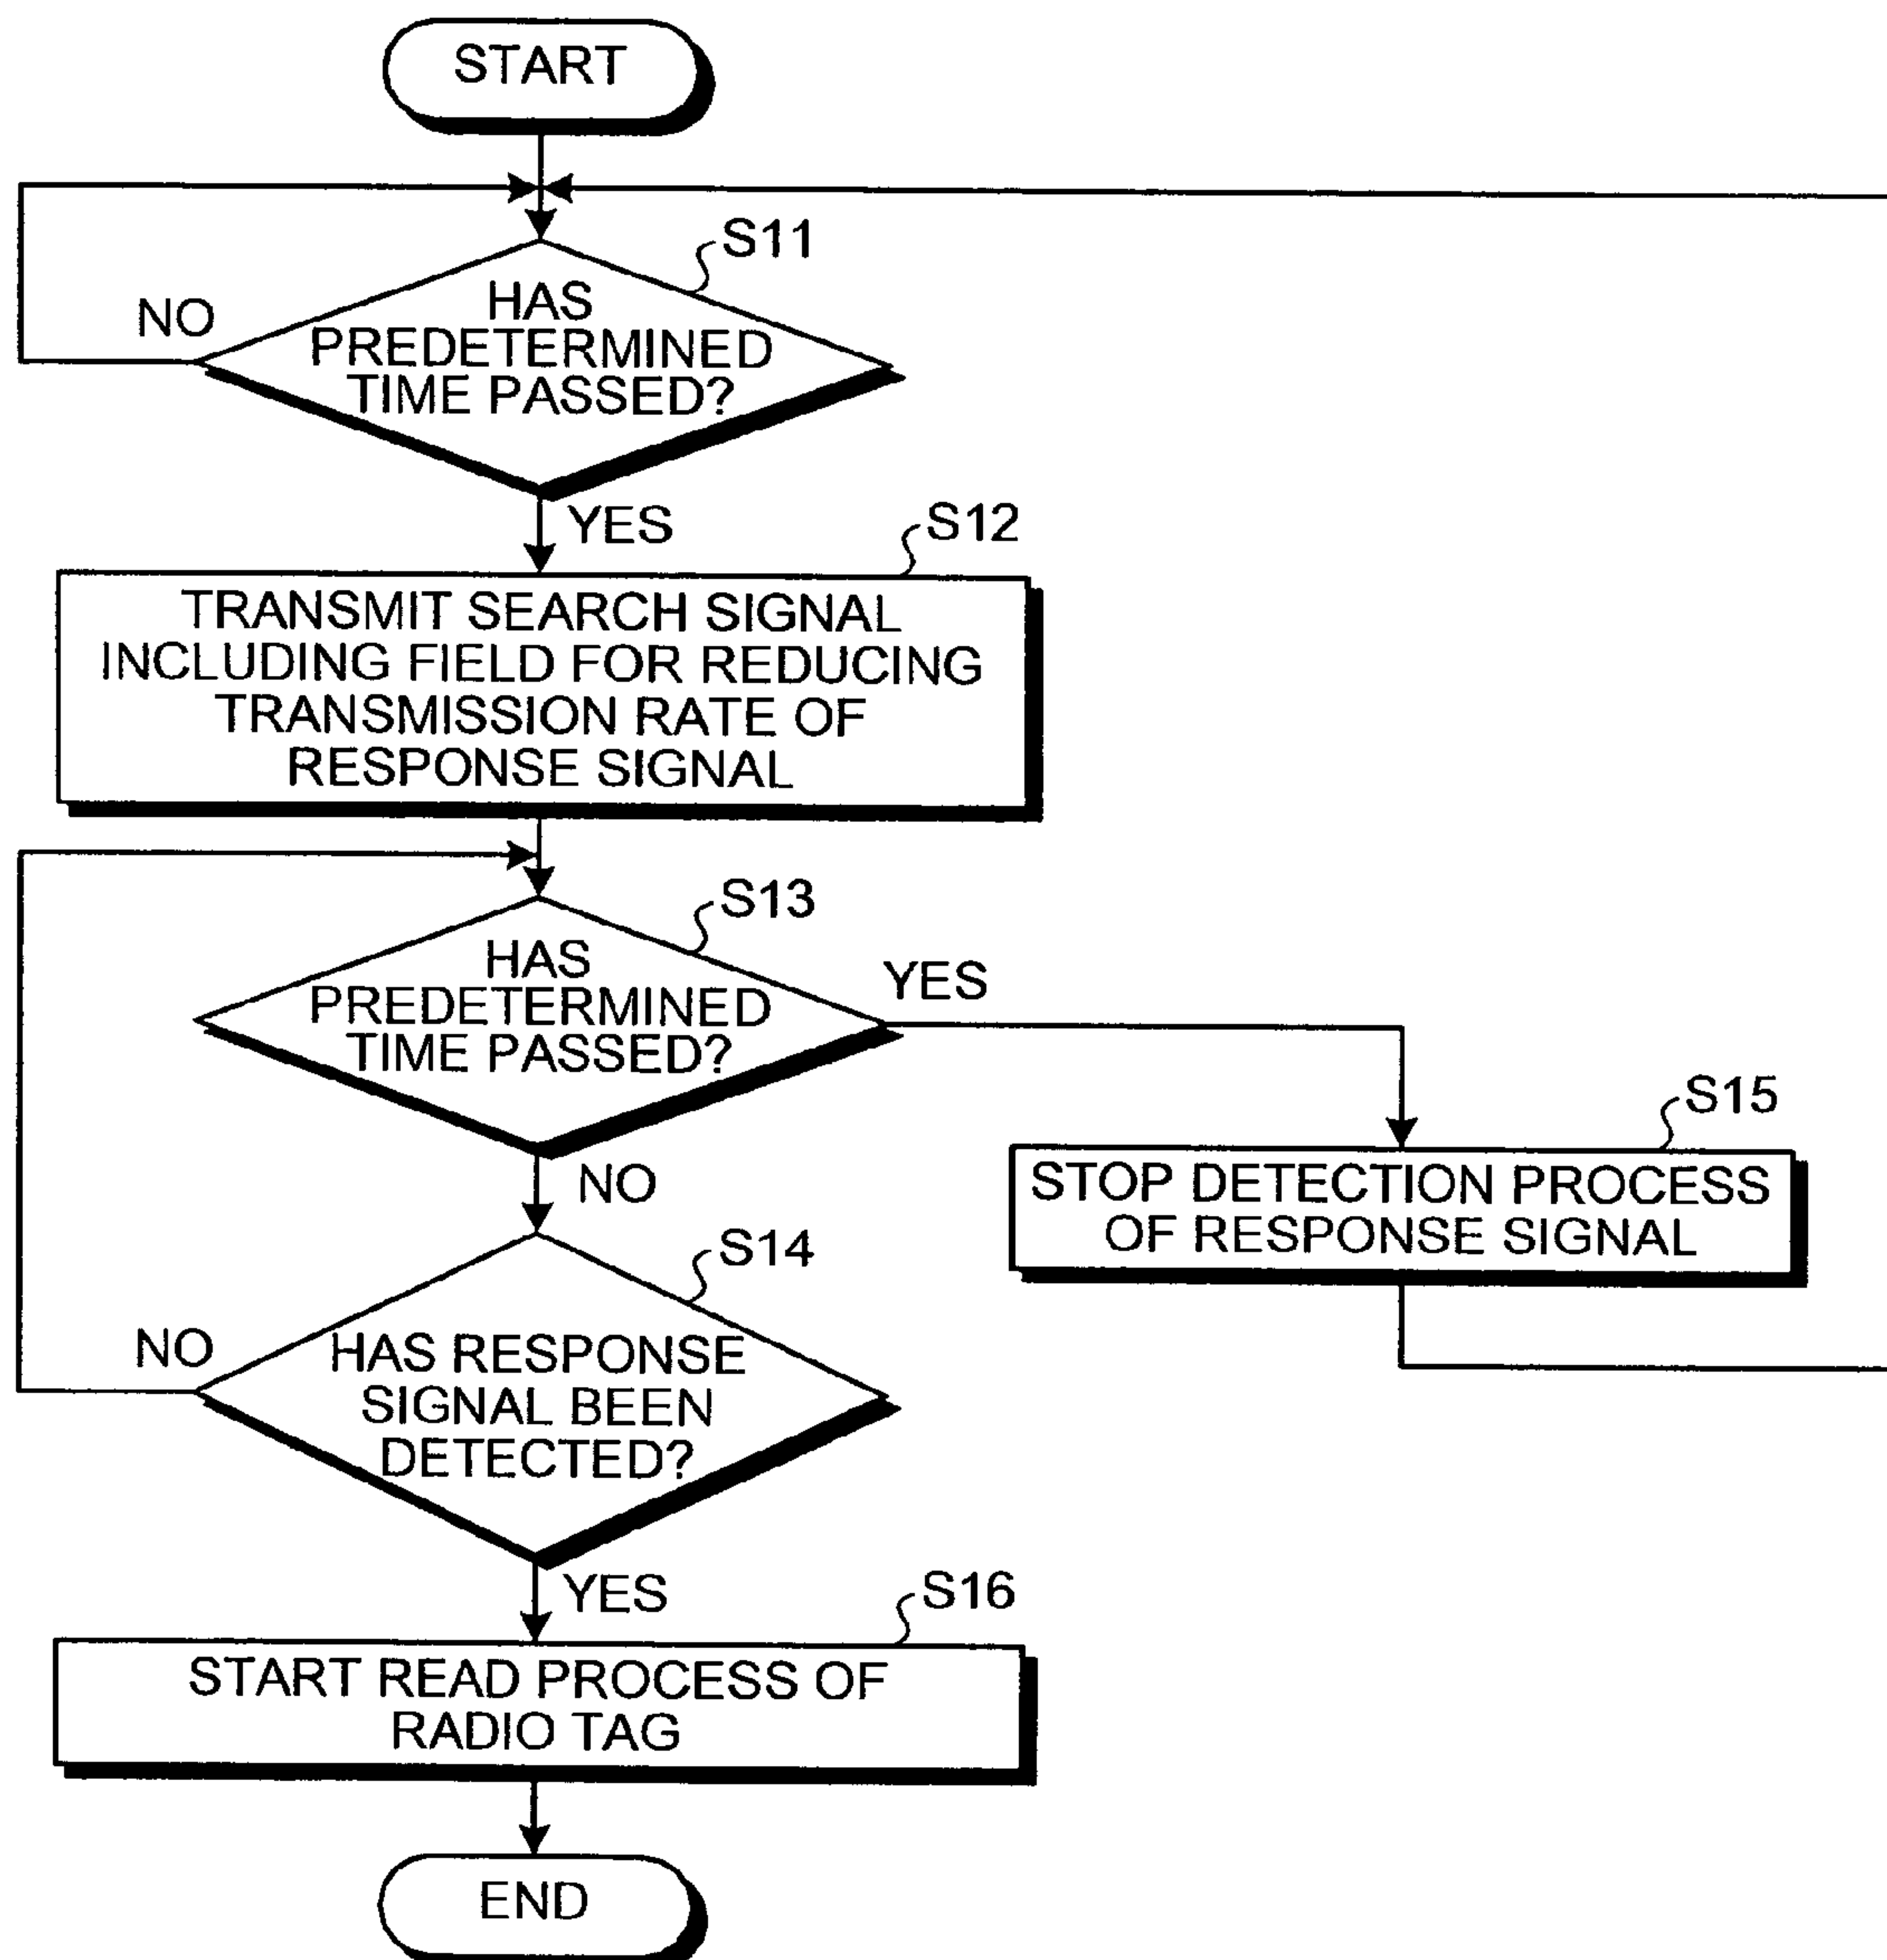 START
S11
HAS
PREDETERMINED
TIME PASSED?
NO
YES
S12
TRANSMIT SEARCH SIGNAL
INCLUDING FIELD FOR REDUCING
TRANSMISSION RATE OF
RESPONSE SIGNAL
S13
HAS
PREDETERMINED
TIME PASSED?
YES
NO
S15
STOP DETECTION PROCESS
OF RESPONSE SIGNAL
S14
HAS RESPONSE
SIGNAL BEEN
DETECTED?
NO
YES
S16
START READ PROCESS OF
RADIO TAG
END